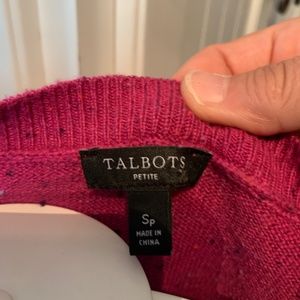 TALBOTS
PETITE
Sp
MADE IN
CHINA